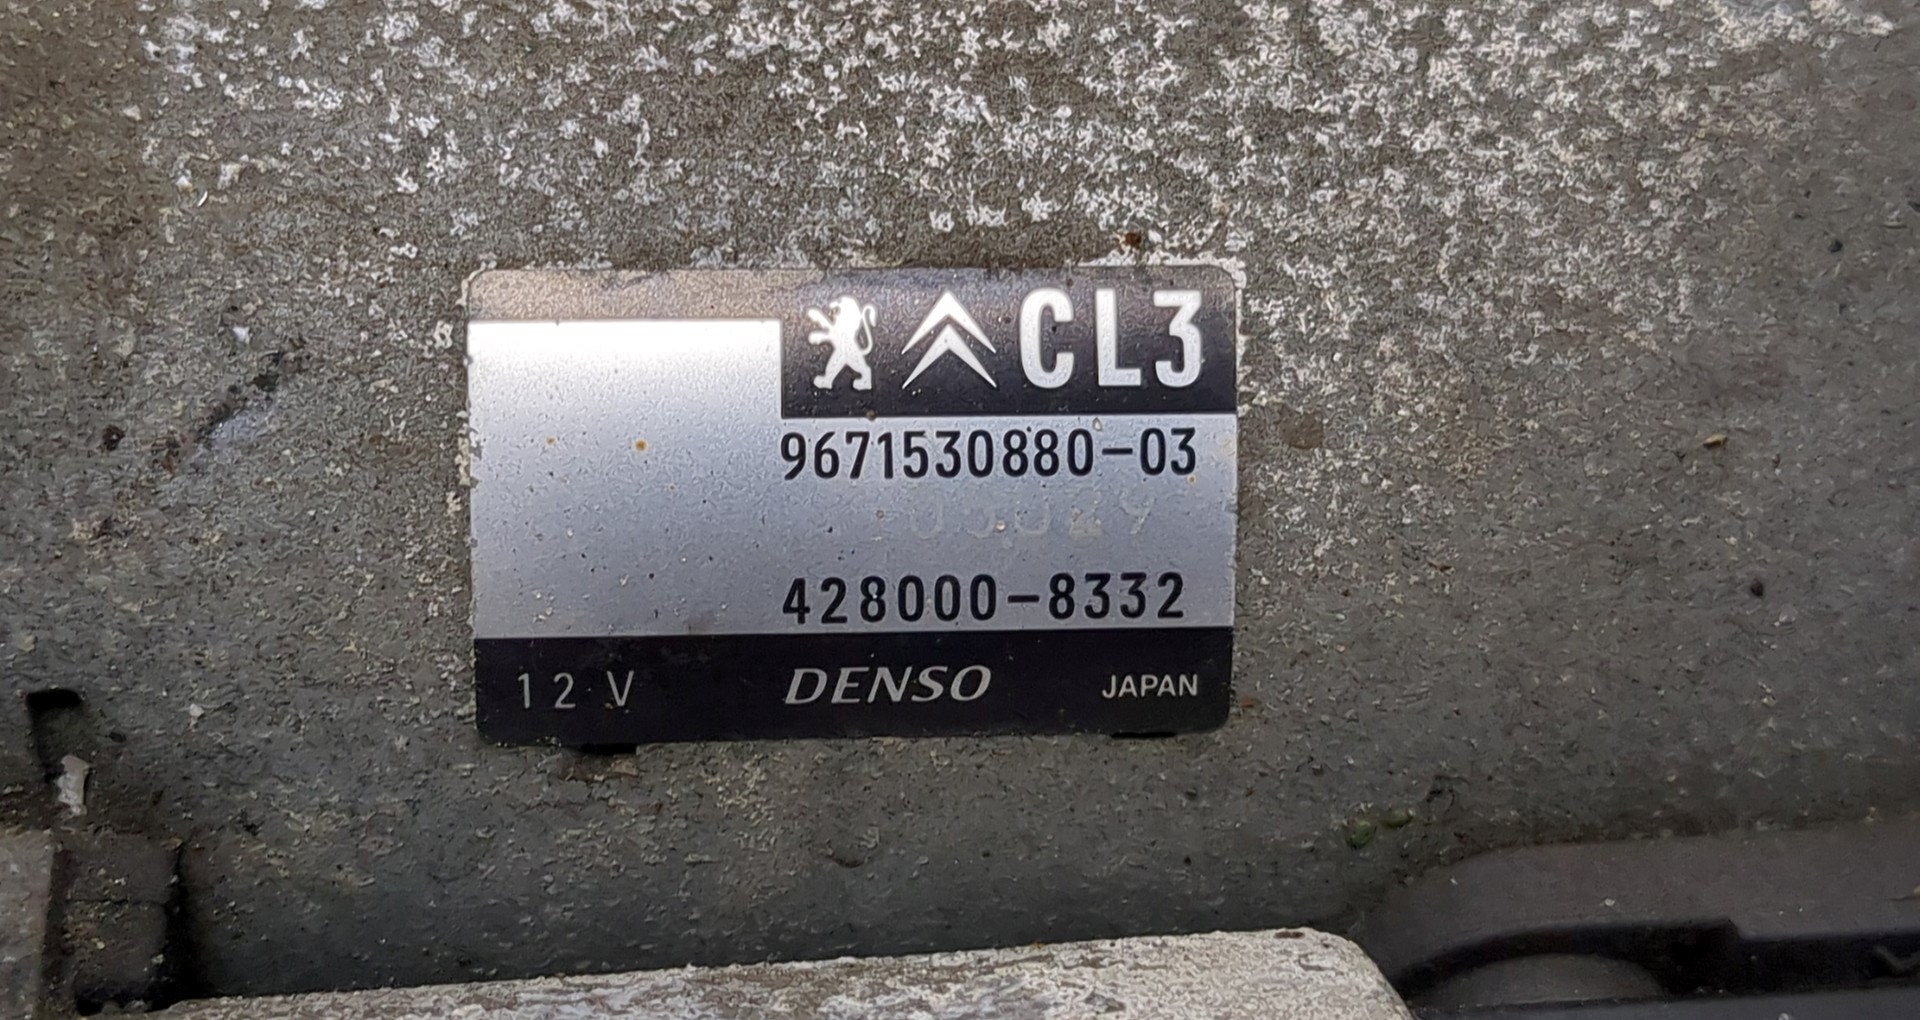 CL3
9671530880-03
428000-8332
12 V DENSO JAPAN